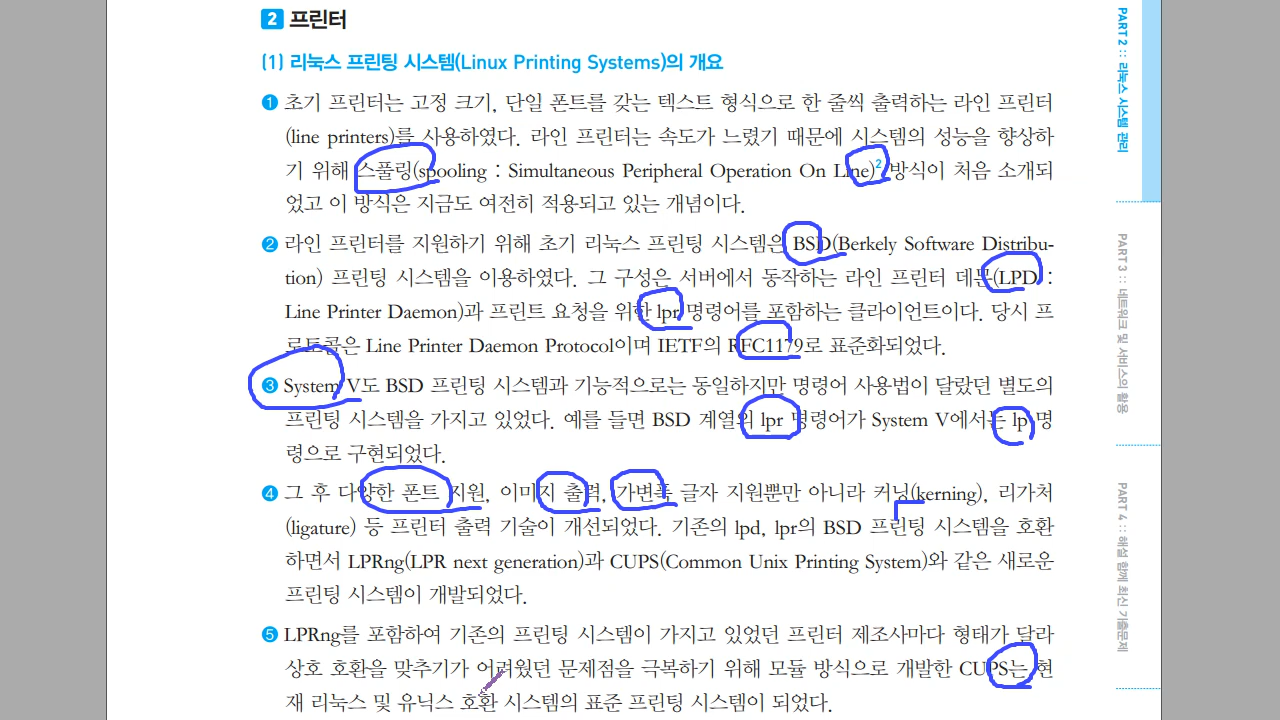 2 프린터
(1) 리눅스 프린팅 시스템(Linux Printing Systems)의 개요
❶ 초기 프린터는 고정 크기, 단일 폰트를 갖는 텍스트 형식으로 한 줄씩 출력하는 라인 프린터
(line printers)를 사용하였다. 라인 프린터는 속도가 느렸기 때문에 시스템의 성능을 향상하
기 위해 스풀링(spooling : Simultaneous Peripheral Operation On Line)2 방식이 처음 소개되
었고 이 방식은 지금도 여전히 적용되고 있는 개념이다.
❷ 라인 프린터를 지원하기 위해 초기 리눅스 프린팅 시스템은 BSD(Berkely Software Distribu-
tion) 프린팅 시스템을 이용하였다. 그 구성은 서버에서 동작하는 라인 프린터 데몬(LPD :
Line Printer Daemon)과 프린트 요청을 위한 lpr 명령어를 포함하는 클라이언트이다. 당시 프
로토콜은 Line Printer Daemon Protocol이며 IETF의 RFC1179로 표준화되었다.
❸ System V도 BSD 프린팅 시스템과 기능적으로는 동일하지만 명령어 사용법이 달랐던 별도의
프린팅 시스템을 가지고 있었다. 예를 들면 BSD 계열의 lpr 명령어가 System V에서는 lp 명
령으로 구현되었다.
❹ 그 후 다양한 폰트 지원, 이미지 출력, 가변폭 글자 지원뿐만 아니라 커닝(kerning), 리가처
(ligature) 등 프린터 출력 기술이 개선되었다. 기존의 lpd, lpr의 BSD 프린팅 시스템을 호환
하면서 LPRng(LPR next generation)과 CUPS(Common Unix Printing System)와 같은 새로운
프린팅 시스템이 개발되었다.
❺ LPRng를 포함하여 기존의 프린팅 시스템이 가지고 있었던 프린터 제조사마다 형태가 달라
상호 호환을 맞추기가 어려웠던 문제점을 극복하기 위해 모듈 방식으로 개발한 CUPS는 현
재 리눅스 및 유닉스 호환 시스템의 표준 프린팅 시스템이 되었다.
PART 2 :: 리눅스 시스템 관리
PART 3 :: 네트워크 및 서비스의 활용
PART 4 :: 해설 함께 최신 기출문제